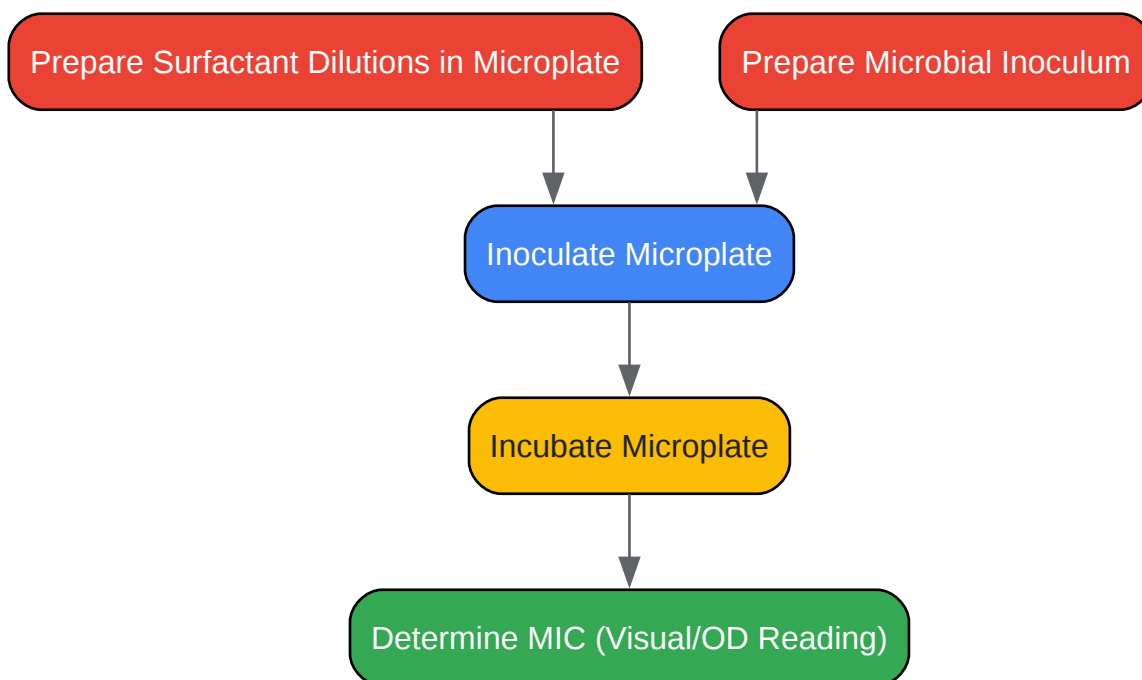 Prepare Surfactant Dilutions in Microplate
Prepare Microbial Inoculum
Inoculate Microplate
Incubate Microplate
Determine MIC (Visual/OD Reading)